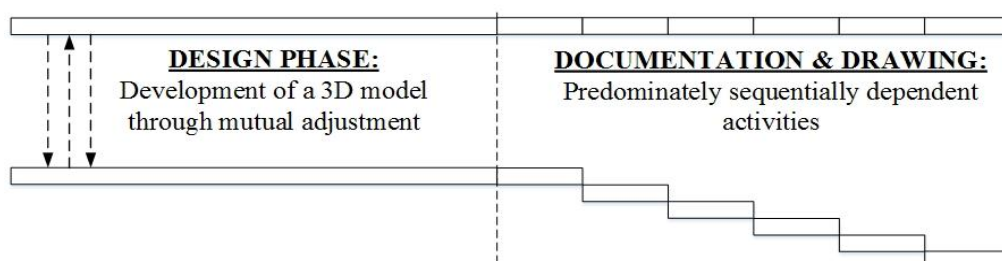 DESIGN PHASE:
Development of a 3D model
through mutual adjustment
DOCUMENTATION & DRAWING:
Predominately sequentially dependent
activities